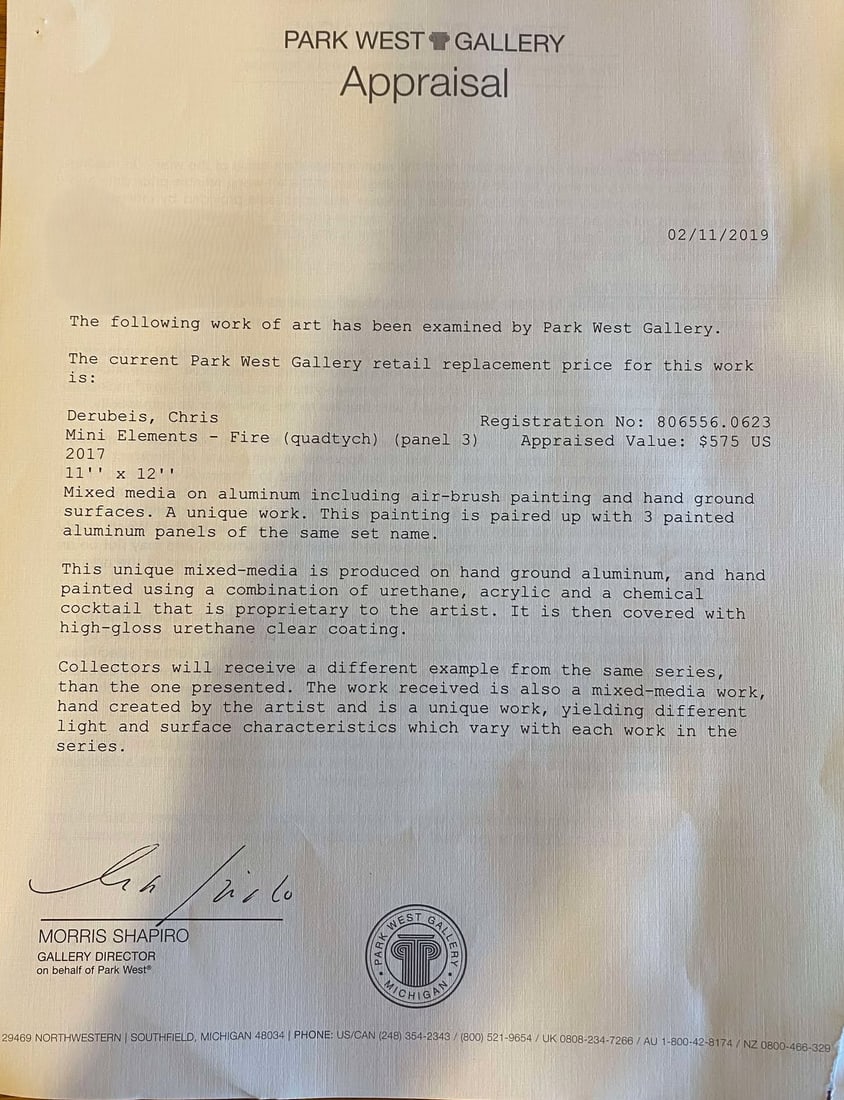 PARK WEST GALLERY
Appraisal
02/11/2019
The following work of art has been examined by Park West Gallery.
The current Park West Gallery retail replacement price for this work
is:
Derubeis, Chris
Registration No: 806556.0623
Mini Elements - Fire (quadtych) (panel 3) Appraised Value: $575 US
2017
11'' x 12''
Mixed media on aluminum including air-brush painting and hand ground
surfaces. A unique work. This painting is paired up with 3 painted
aluminum panels of the same set name.
This unique mixed-media is produced on hand ground aluminum, and hand
painted using a combination of urethane, acrylic and a chemical
cocktail that is proprietary to the artist. It is then covered with
high-gloss urethane clear coating.
Collectors will receive a different example from the same series,
than the one presented. The work received is also a mixed-media work,
hand created by the artist and is a unique work, yielding different
light and surface characteristics which vary with each work in the
series.
MORRIS SHAPIRO
GALLERY DIRECTOR
on behalf of Park West®
PARK WEST GALLERY
• MICHIGAN •
29469 NORTHWESTERN | SOUTHFIELD, MICHIGAN 48034 | PHONE: US/CAN (248) 354-2343 / (800) 521-9654 / UK 0808-234-7266 / AU 1-800-42-8174 / NZ 0800-466-329